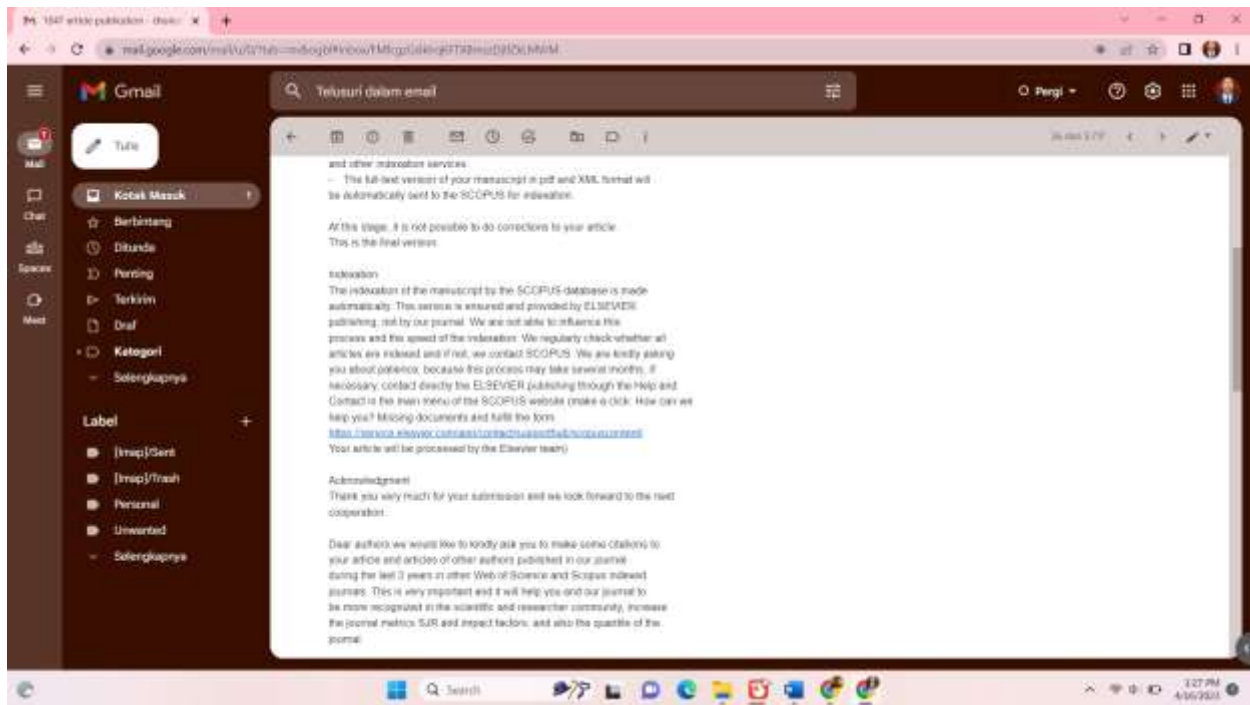 1847 article publication
mail.google.com/mail/u/0/
Gmail
Telusuri dalam email
Pergi
Tulis
Mail
Chat
Spaces
Meet
Kotak Masuk
Berbintang
Ditunda
Penting
Terkirim
Draf
Kategori
Selengkapnya
Label
[Imap]/Sent
[Imap]/Trash
Personal
Unwanted
Selengkapnya
and other indexation services.
- The full-text version of your manuscript in pdf and XML format will
be automatically sent to the SCOPUS for indexation.
At this stage, it is not possible to do corrections to your article.
This is the final version.
Indexation
The indexation of the manuscript by the SCOPUS database is made
automatically. This service is ensured and provided by ELSEVIER
publishing, not by our journal. We are not able to influence this
process and the speed of the indexation. We regularly check whether all
articles are indexed and if not, we contact SCOPUS. We are kindly asking
you about patience, because this process may take several months. If
necessary, contact directly the ELSEVIER publishing through the Help and
Contact in the main menu of the SCOPUS website (make a click: How can we
help you? Missing documents and fulfil the form
Your article will be processed by the Elsevier team)
Acknowledgment
Thank you very much for your submission and we look forward to the next
cooperation.
Dear authors we would like to kindly ask you to make some citations to
your article and articles of other authors published in our journal
during the last 3 years in other Web of Science and Scopus indexed
journals. This is very important and it will help you and our journal to
be more recognized in the scientific and researcher community, increase
the journal metrics SJR and impact factors, and also the quartile of the
journal.
Search
3:27 PM